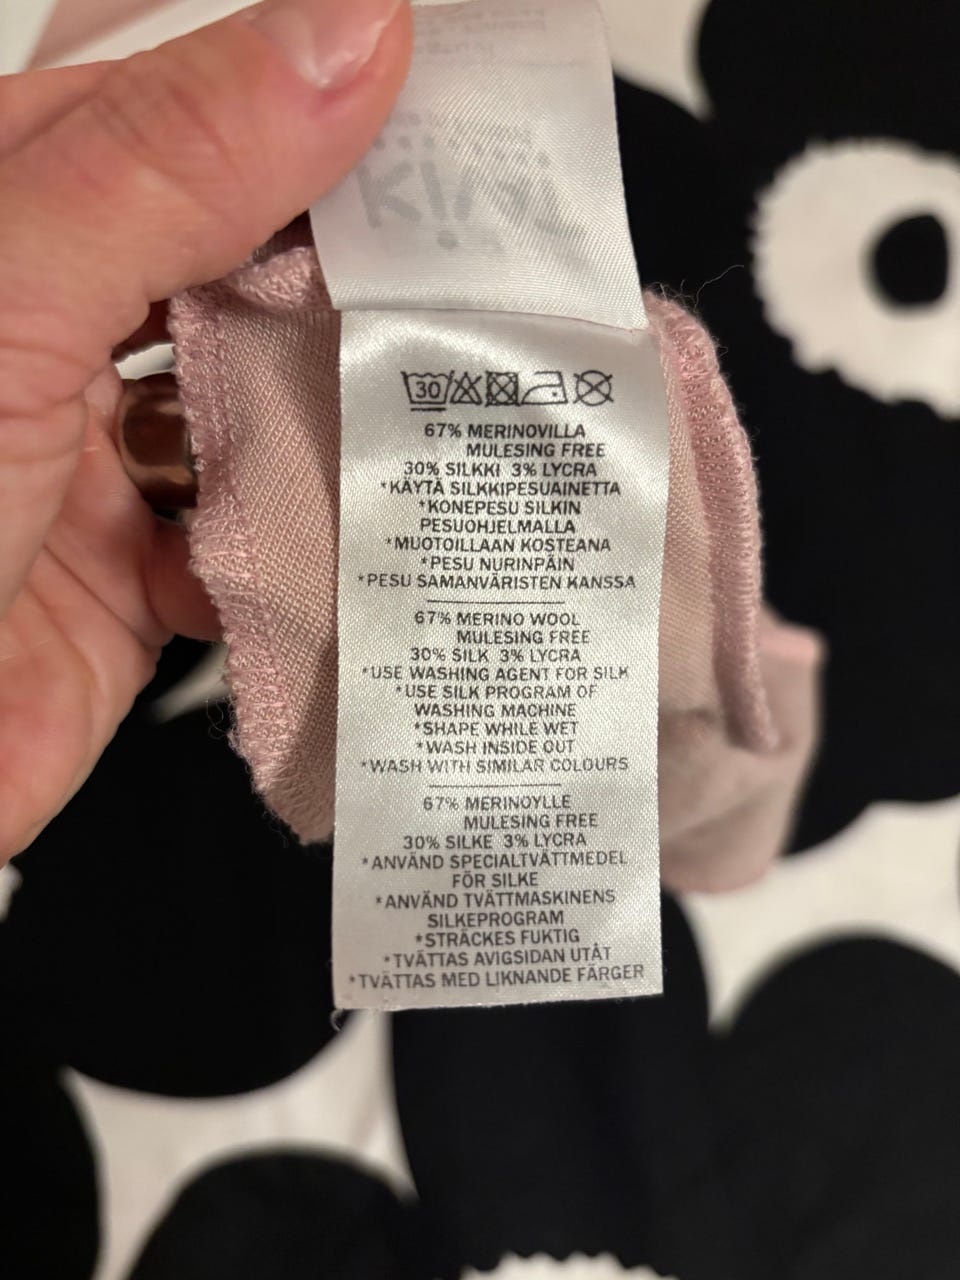 30
67% MERINOVILLA
MULESING FREE
30% SILKKI 3% LYCRA
*KÄYTÄ SILKKIPESUAINETTA
*KONEPESU SILKIN
PESUOHJELMALLA
*MUOTOILLAAN KOSTEANA
*PESU NURINPÄIN
*PESU SAMANVÄRISTEN KANSSA
67% MERINO WOOL
MULESING FREE
30% SILK 3% LYCRA
*USE WASHING AGENT FOR SILK
*USE SILK PROGRAM OF
WASHING MACHINE
*SHAPE WHILE WET
*WASH INSIDE OUT
*WASH WITH SIMILAR COLOURS
67% MERINOYLLE
MULESING FREE
30% SILKE 3% LYCRA
*ANVÄND SPECIALTVÄTTMEDEL
FÖR SILKE
*ANVÄND TVÄTTMASKINENS
SILKEPROGRAM
*STRÄCKES FUKTIG
*TVÄTTAS AVIGSIDAN UTÅT
*TVÄTTAS MED LIKNANDE FÄRGER